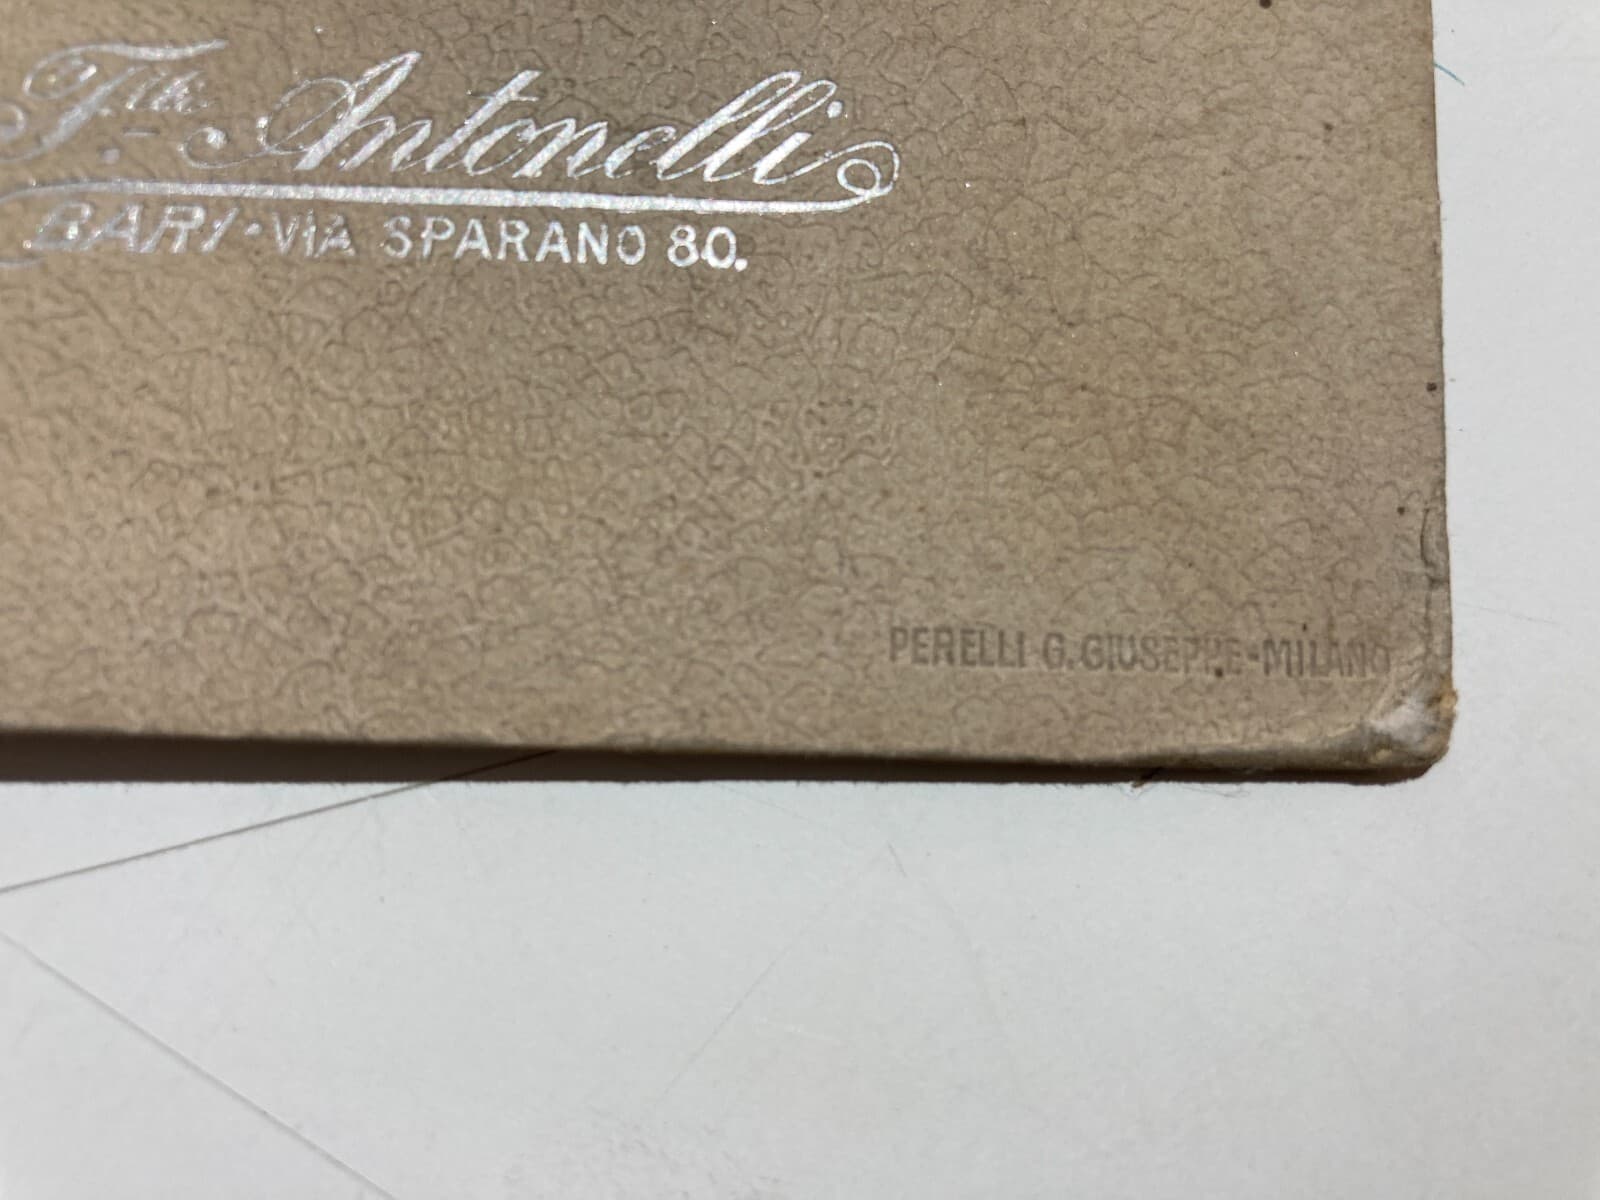 F.lli Antonelli
BARI · VIA SPARANO 80.
PERELLI G. GIUSEPPE - MILANO